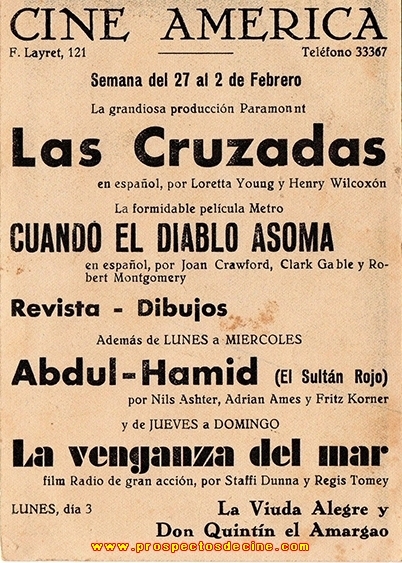 CINE AMERICA
F. Layret, 121 Teléfono 33367
Semana del 27 al 2 de Febrero
La grandiosa producción Paramonnt
Las Cruzadas
en español, por Loretta Young y Henry Wilcoxón
La formidable película Metro
CUANDO EL DIABLO ASOMA
en español, por Joan Crawford, Clark Gable y Ro-
bert Montgomery
Revista - Dibujos
Además de LUNES a MIERCOLES
Abdul-Hamid (El Sultán Rojo)
por Nils Ashter, Adrian Ames y Fritz Korner
y de JUEVES a DOMINGO
La venganza del mar
film Radio de gran acción, por Staffi Dunna y Regis Tomey
LUNES, día 3 La Viuda Alegre y
Don Quintín el Amargao
www.prospectosdecine.com